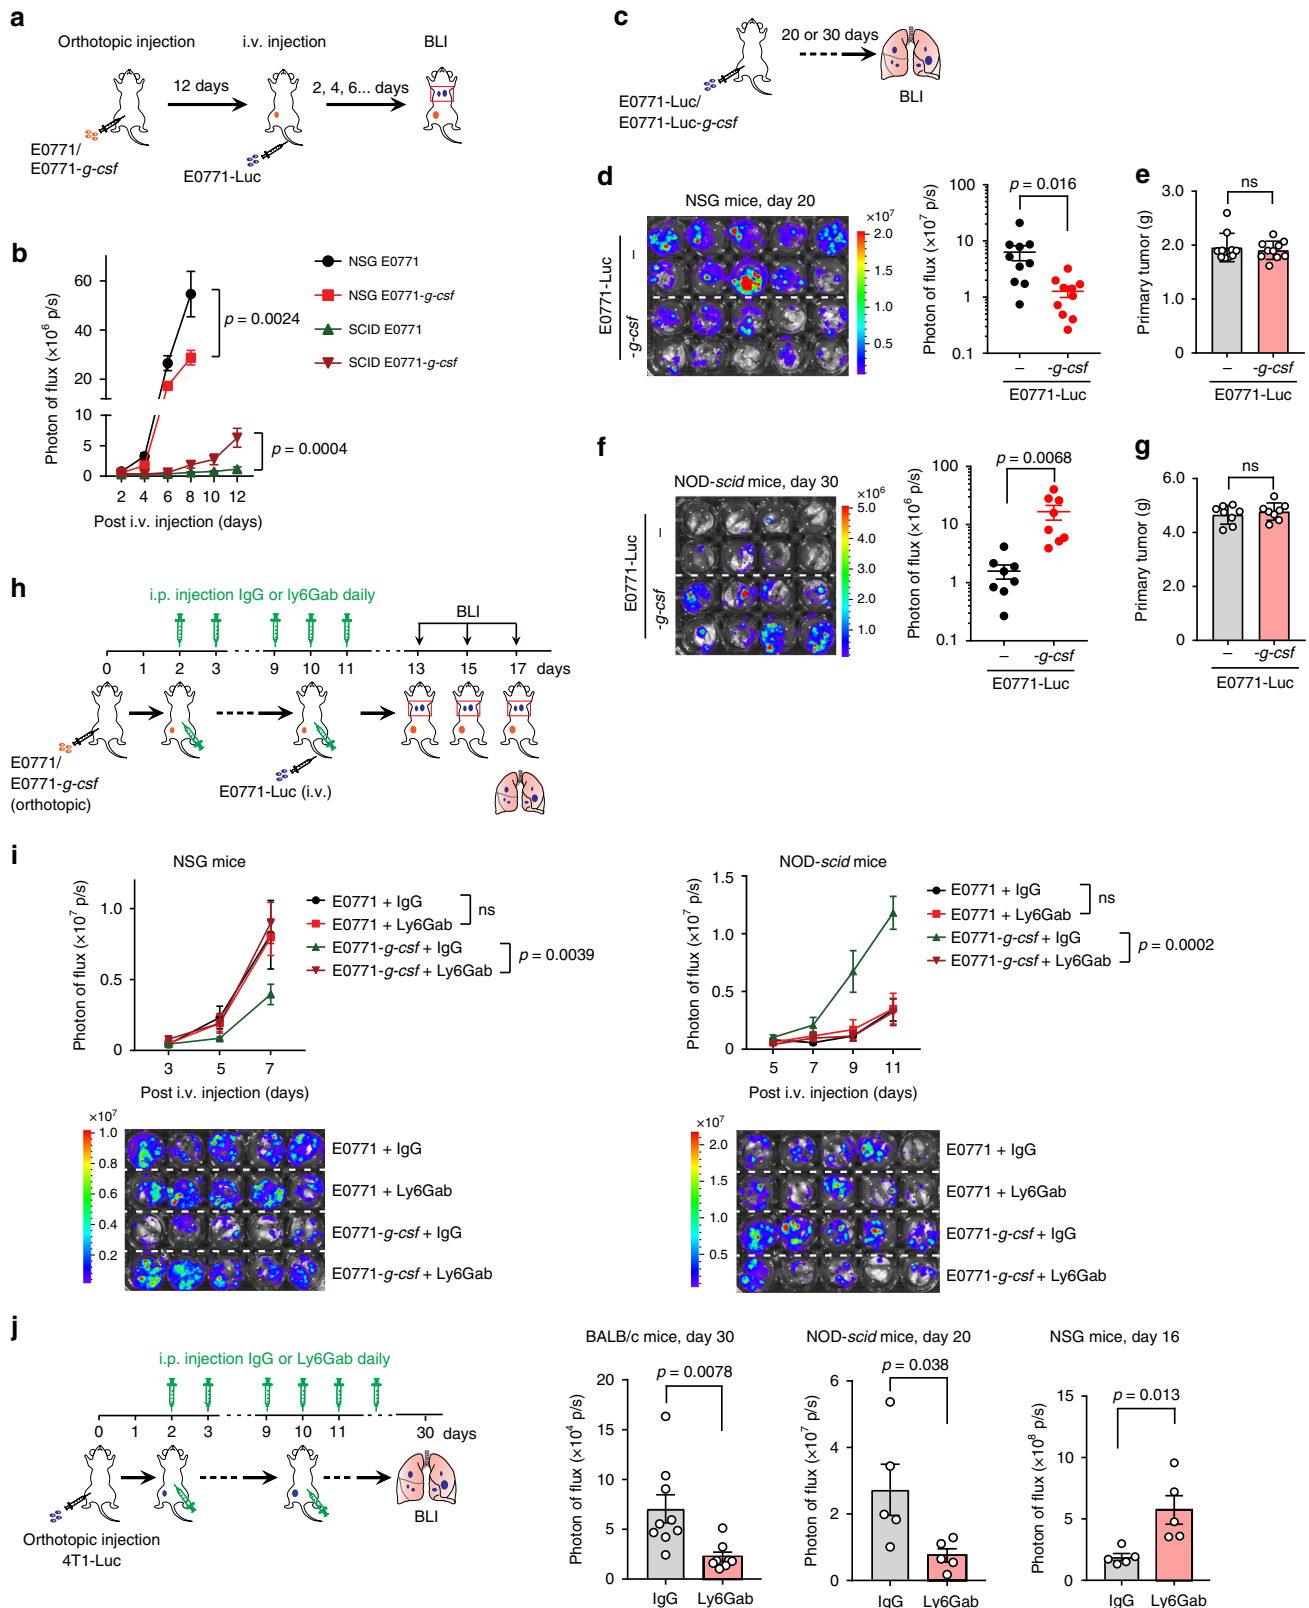 a
Orthotopic injection
i.v. injection
BLI
12 days
2, 4, 6... days
E0771/
E0771-g-csf
E0771-Luc
b
Photon of flux (×10⁶ p/s)
60
40
20
10
5
0
2 4 6 8 10 12
Post i.v. injection (days)
NSG E0771
NSG E0771-g-csf
SCID E0771
SCID E0771-g-csf
p = 0.0024
p = 0.0004
c
20 or 30 days
E0771-Luc/
E0771-Luc-g-csf
BLI
d
NSG mice, day 20
E0771-Luc
–
-g-csf
×10⁷
2.0
1.5
1.0
0.5
Photon of flux (×10⁷ p/s)
100
10
1
0.1
p = 0.016
– -g-csf
E0771-Luc
e
Primary tumor (g)
3.0
2.0
1.0
0
ns
– -g-csf
E0771-Luc
f
NOD-scid mice, day 30
E0771-Luc
–
-g-csf
×10⁶
5.0
4.0
3.0
2.0
1.0
Photon of flux (×10⁶ p/s)
100
10
1
0.1
p = 0.0068
– -g-csf
E0771-Luc
g
Primary tumor (g)
6.0
4.0
2.0
0
ns
– -g-csf
E0771-Luc
h
i.p. injection IgG or ly6Gab daily
BLI
0 1 2 3 9 10 11 13 15 17 days
E0771/
E0771-g-csf
(orthotopic)
E0771-Luc (i.v.)
i
NSG mice
Photon of flux (×10⁷ p/s)
1.0
0.5
0
3 5 7
Post i.v. injection (days)
E0771 + IgG
E0771 + Ly6Gab
E0771-g-csf + IgG
E0771-g-csf + Ly6Gab
ns
p = 0.0039
×10⁷
1.0
0.8
0.6
0.4
0.2
E0771 + IgG
E0771 + Ly6Gab
E0771-g-csf + IgG
E0771-g-csf + Ly6Gab
NOD-scid mice
Photon of flux (×10⁷ p/s)
1.5
1.0
0.5
0
5 7 9 11
Post i.v. injection (days)
E0771 + IgG
E0771 + Ly6Gab
E0771-g-csf + IgG
E0771-g-csf + Ly6Gab
ns
p = 0.0002
×10⁷
2.0
1.5
1.0
0.5
E0771 + IgG
E0771 + Ly6Gab
E0771-g-csf + IgG
E0771-g-csf + Ly6Gab
j
i.p. injection IgG or Ly6Gab daily
0 1 2 3 9 10 11 30 days
Orthotopic injection
4T1-Luc
BLI
BALB/c mice, day 30
Photon of flux (×10⁴ p/s)
20
15
10
5
0
p = 0.0078
IgG Ly6Gab
NOD-scid mice, day 20
Photon of flux (×10⁷ p/s)
6
4
2
0
p = 0.038
IgG Ly6Gab
NSG mice, day 16
Photon of flux (×10⁸ p/s)
15
10
5
0
p = 0.013
IgG Ly6Gab